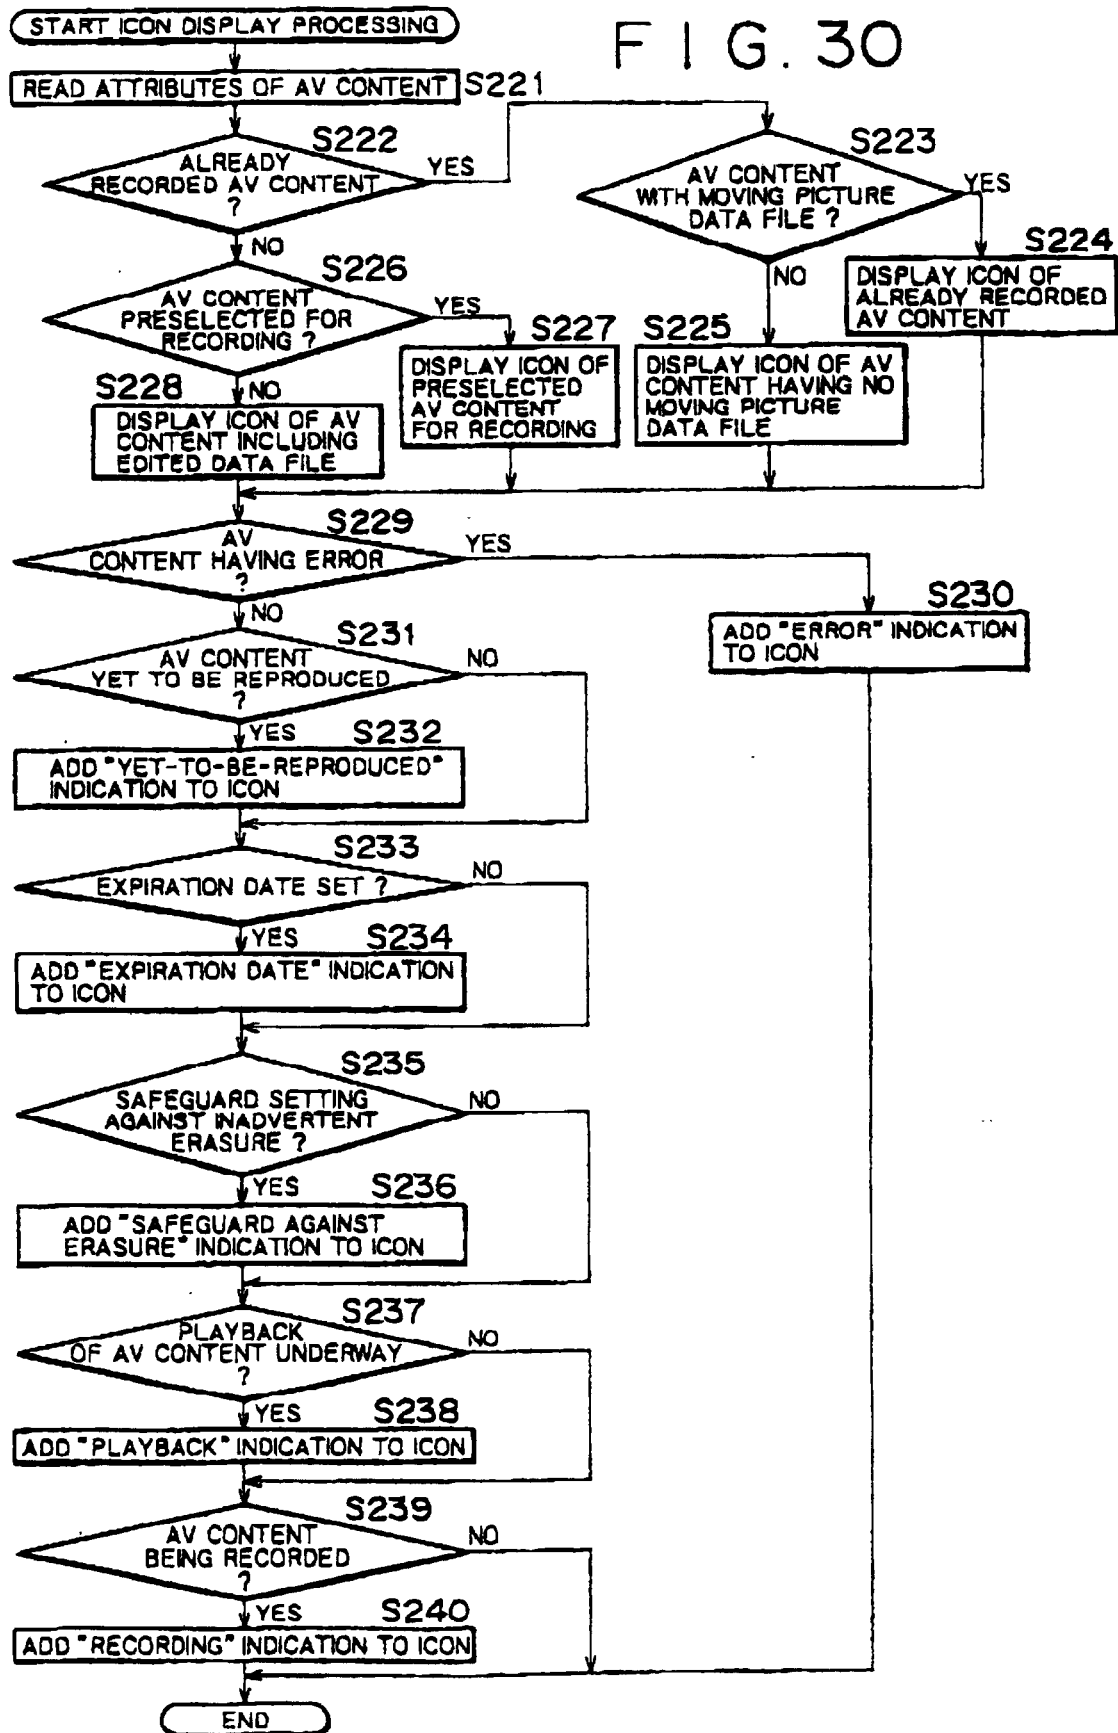 FIG. 30
START ICON DISPLAY PROCESSING
READ ATTRIBUTES OF AV CONTENT
S221
S222
ALREADY
RECORDED AV CONTENT
?
YES
NO
S223
AV CONTENT
WITH MOVING PICTURE
DATA FILE ?
YES
NO
S224
DISPLAY ICON OF
ALREADY RECORDED
AV CONTENT
S225
DISPLAY ICON OF AV
CONTENT HAVING NO
MOVING PICTURE
DATA FILE
S226
AV CONTENT
PRESELECTED FOR
RECORDING ?
YES
NO
S227
DISPLAY ICON OF
PRESELECTED
AV CONTENT
FOR RECORDING
S228
DISPLAY ICON OF AV
CONTENT INCLUDING
EDITED DATA FILE
S229
AV
CONTENT HAVING ERROR
?
YES
NO
S230
ADD "ERROR" INDICATION
TO ICON
S231
AV CONTENT
YET TO BE REPRODUCED
?
NO
YES
S232
ADD "YET-TO-BE-REPRODUCED"
INDICATION TO ICON
S233
EXPIRATION DATE SET ?
NO
YES
S234
ADD "EXPIRATION DATE" INDICATION
TO ICON
S235
SAFEGUARD SETTING
AGAINST INADVERTENT
ERASURE ?
NO
YES
S236
ADD "SAFEGUARD AGAINST
ERASURE" INDICATION TO ICON
S237
PLAYBACK
OF AV CONTENT UNDERWAY
?
NO
YES
S238
ADD "PLAYBACK" INDICATION TO ICON
S239
AV CONTENT
BEING RECORDED
?
NO
YES
S240
ADD "RECORDING" INDICATION TO ICON
END